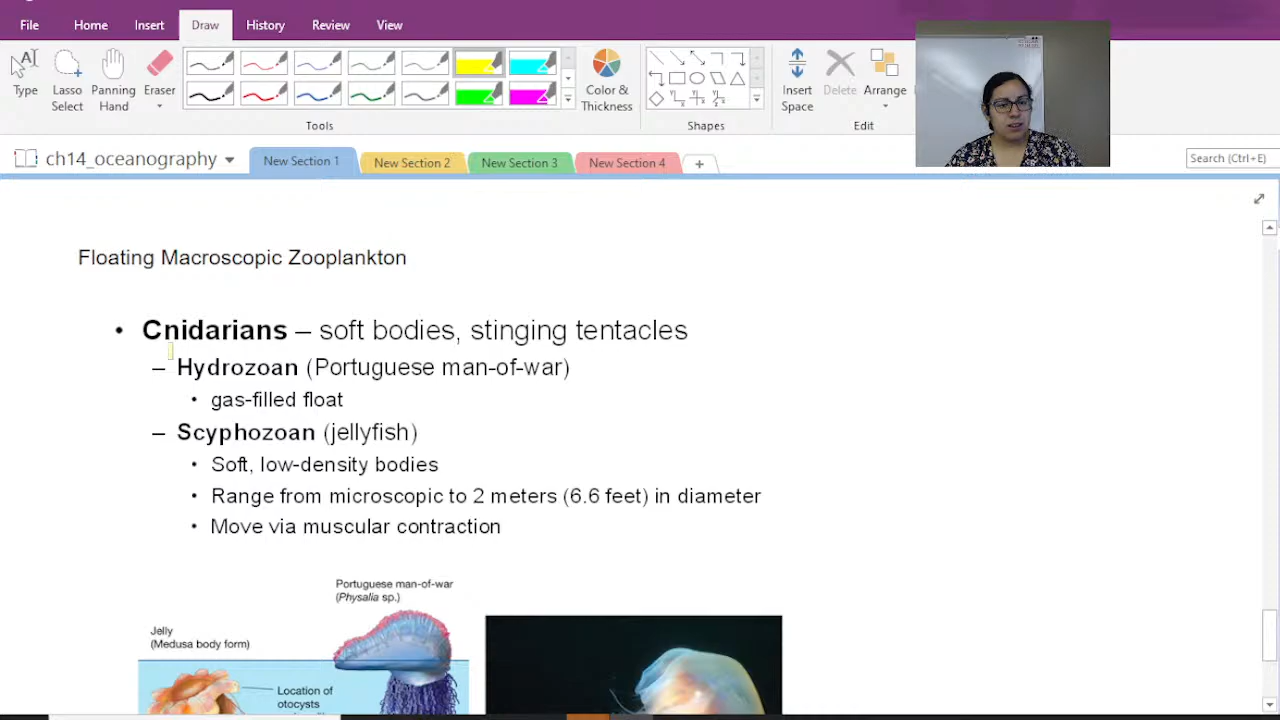 File Home Insert Draw History Review View
Type
Lasso Select
Panning Hand
Eraser
Color & Thickness
Insert Space
Delete
Arrange
Tools
Shapes
Edit
ch14_oceanography New Section 1 New Section 2 New Section 3 New Section 4 + Search (Ctrl+E)
Floating Macroscopic Zooplankton
• Cnidarians – soft bodies, stinging tentacles
– Hydrozoan (Portuguese man-of-war)
• gas-filled float
– Scyphozoan (jellyfish)
• Soft, low-density bodies
• Range from microscopic to 2 meters (6.6 feet) in diameter
• Move via muscular contraction
Portuguese man-of-war
(Physalia sp.)
Jelly
(Medusa body form)
Location of
otocysts